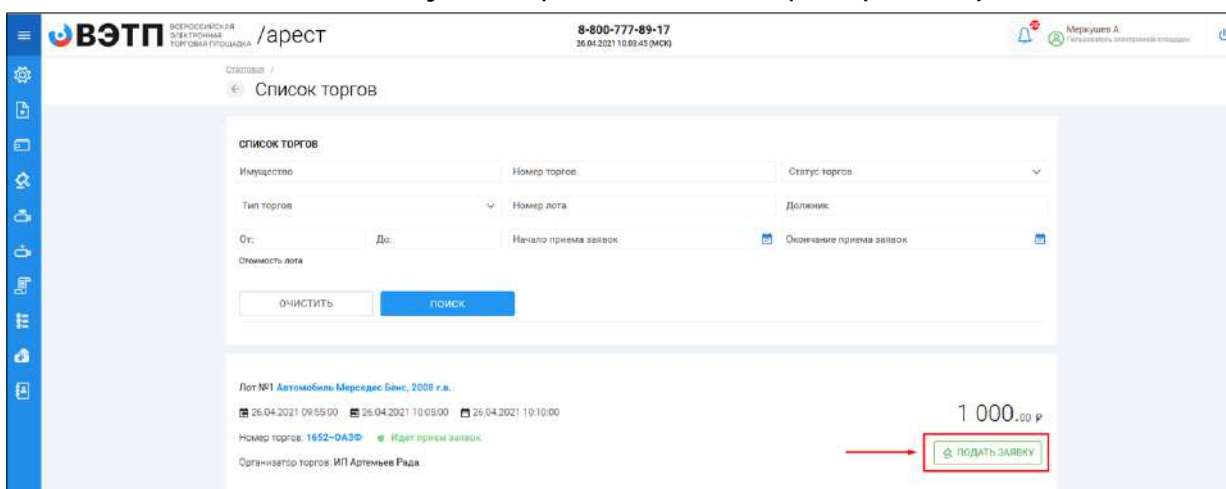 ВЭТП ВСЕРОССИЙСКАЯ ЭЛЕКТРОННАЯ ТОРГОВАЯ ПЛОЩАДКА /арест
8-800-777-89-17
26.04.2021 10:03:45 (МСК)
Меркушев А.
Пользователь электронной площадки
Стартовая /
Список торгов
СПИСОК ТОРГОВ
Имущество Номер торгов Статус торгов
Тип торгов Номер лота Должник
От: До: Начало приема заявок Окончание приема заявок
Стоимость лота
ОЧИСТИТЬ ПОИСК
Лот №1 Автомобиль Мерседес Бенс, 2008 г.в.
26.04.2021 09:55:00 26.04.2021 10:05:00 26.04.2021 10:10:00
1 000.00 ₽
Номер торгов: 1652-ОАЗФ Идет прием заявок
ПОДАТЬ ЗАЯВКУ
Организатор торгов: ИП Артемьев Рада